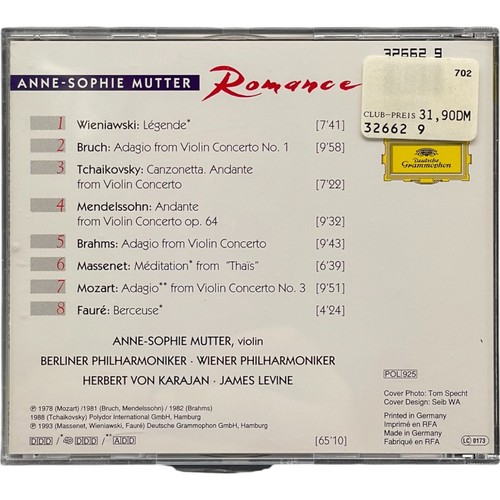 32662 9
ANNE-SOPHIE MUTTER Romance
702
CLUB-PREIS 31,90DM
32662 9
Deutsche
Grammophon
1 Wieniawski: Légende* [7'41]
2 Bruch: Adagio from Violin Concerto No. 1 [9'58]
3 Tchaikovsky: Canzonetta. Andante
from Violin Concerto [7'22]
4 Mendelssohn: Andante
from Violin Concerto op. 64 [9'32]
5 Brahms: Adagio from Violin Concerto [9'43]
6 Massenet: Méditation* from "Thaïs" [6'39]
7 Mozart: Adagio** from Violin Concerto No. 3 [9'51]
8 Fauré: Berceuse* [4'24]
ANNE-SOPHIE MUTTER, violin
BERLINER PHILHARMONIKER · WIENER PHILHARMONIKER
HERBERT VON KARAJAN · JAMES LEVINE
℗ 1978 (Mozart) /1981 (Bruch, Mendelssohn) / 1982 (Brahms)
1988 (Tchaikovsky) Polydor International GmbH, Hamburg
℗ 1993 (Massenet, Wieniawski, Fauré) Deutsche Grammophon GmbH, Hamburg
DDD /*4D DDD /**ADD [65'10]
POL 925
Cover Photo: Tom Specht
Cover Design: Seib WA
Printed in Germany
Imprimé en RFA
Made in Germany
Fabriqué en RFA
LC 0173